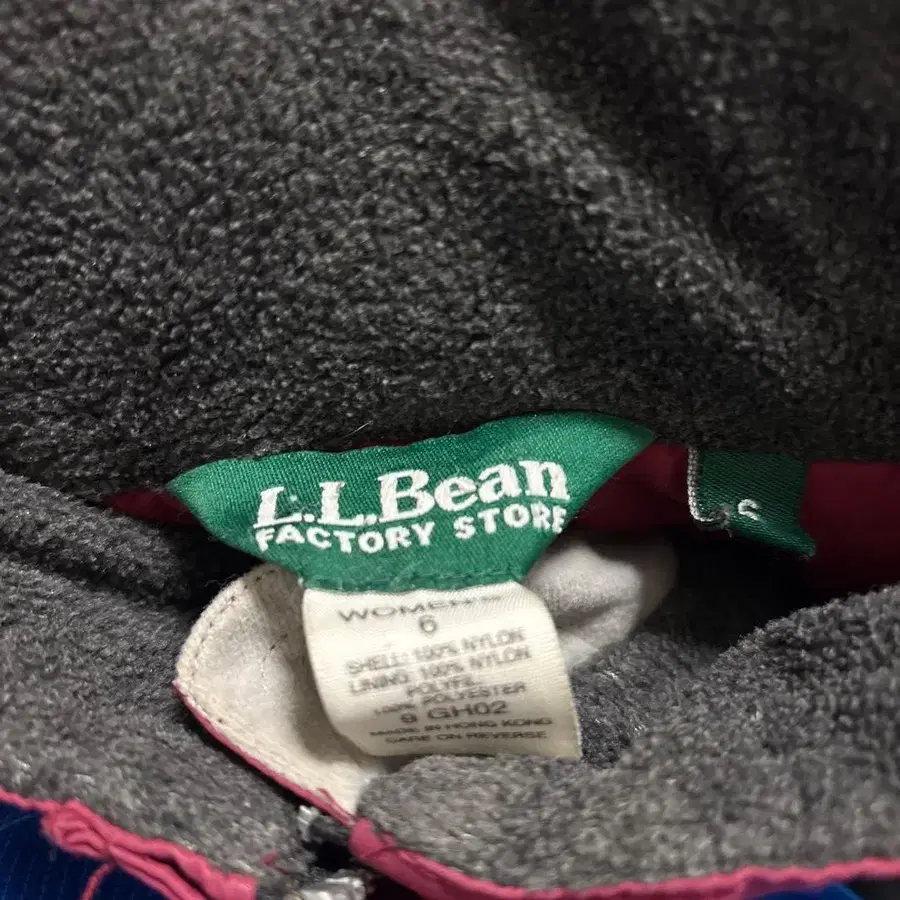 L.L.Bean
FACTORY STORE
S
WOMEN'S
6
SHELL: 100% NYLON
LINING: 100% NYLON
POLYFIL
100% POLYESTER
9 GH02
MADE IN HONG KONG
CARE ON REVERSE